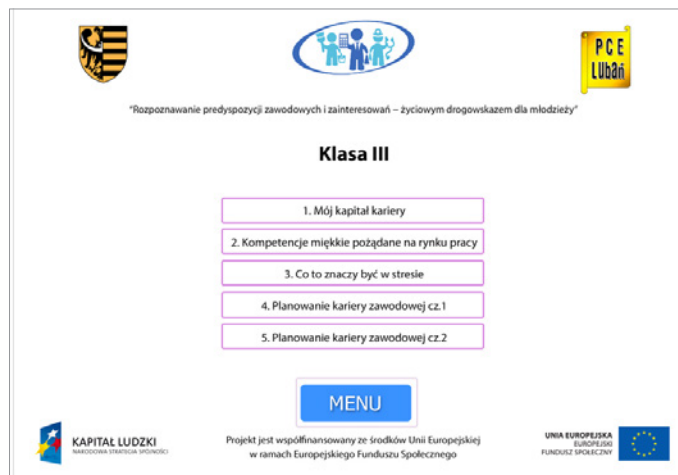 PCE
Lubań
"Rozpoznawanie predyspozycji zawodowych i zainteresowań – życiowym drogowskazem dla młodzieży"
Klasa III
1. Mój kapitał kariery
2. Kompetencje miękkie pożądane na rynku pracy
3. Co to znaczy być w stresie
4. Planowanie kariery zawodowej cz.1
5. Planowanie kariery zawodowej cz.2
MENU
KAPITAŁ LUDZKI
NARODOWA STRATEGIA SPÓJNOŚCI
Projekt jest współfinansowany ze środków Unii Europejskiej
w ramach Europejskiego Funduszu Społecznego
UNIA EUROPEJSKA
EUROPEJSKI
FUNDUSZ SPOŁECZNY